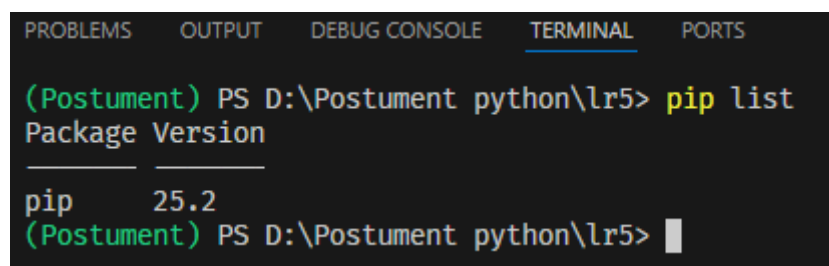 PROBLEMS OUTPUT DEBUG CONSOLE TERMINAL PORTS
(Postument) PS D:\Postument python\lr5> pip list
Package Version
------- -------
pip 25.2
(Postument) PS D:\Postument python\lr5>